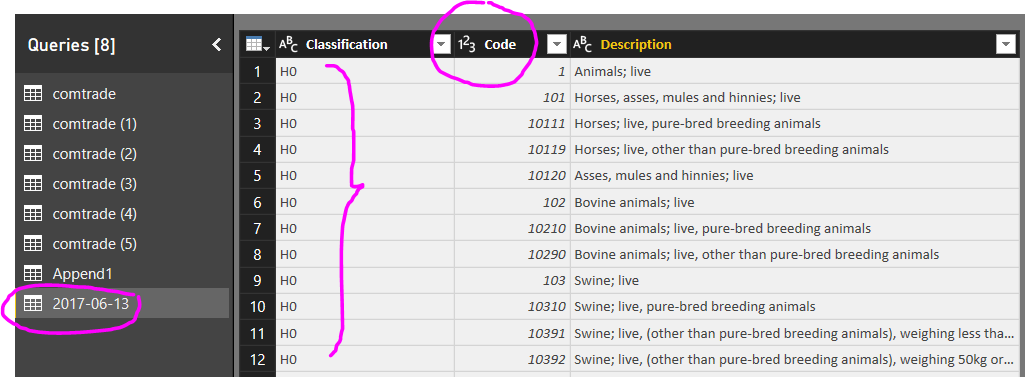 Queries [8]
comtrade
comtrade (1)
comtrade (2)
comtrade (3)
comtrade (4)
comtrade (5)
Append1
2017-06-13
ABC Classification 123 Code ABC Description
1 H0 1 Animals; live
2 H0 101 Horses, asses, mules and hinnies; live
3 H0 10111 Horses; live, pure-bred breeding animals
4 H0 10119 Horses; live, other than pure-bred breeding animals
5 H0 10120 Asses, mules and hinnies; live
6 H0 102 Bovine animals; live
7 H0 10210 Bovine animals; live, pure-bred breeding animals
8 H0 10290 Bovine animals; live, other than pure-bred breeding animals
9 H0 103 Swine; live
10 H0 10310 Swine; live, pure-bred breeding animals
11 H0 10391 Swine; live, (other than pure-bred breeding animals), weighing less tha...
12 H0 10392 Swine; live, (other than pure-bred breeding animals), weighing 50kg or...